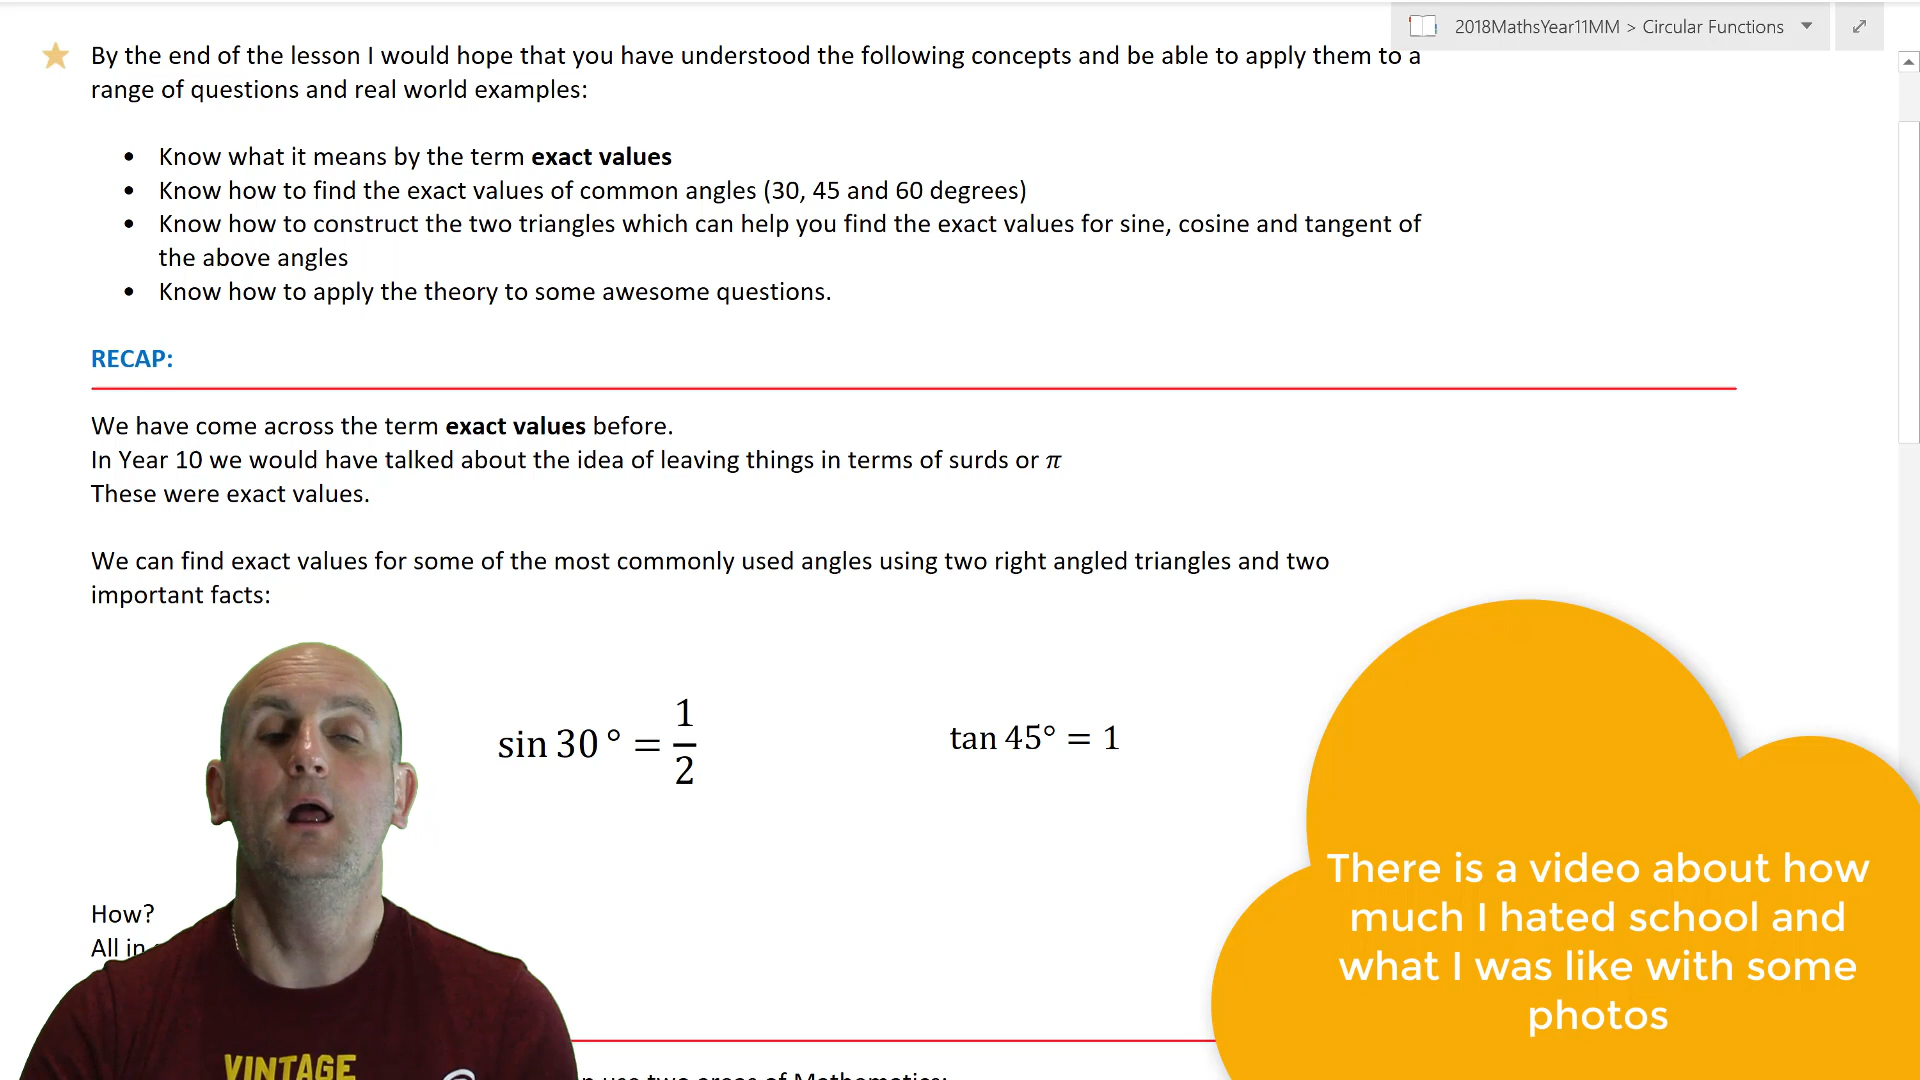 2018MathsYear11MM > Circular Functions
By the end of the lesson I would hope that you have understood the following concepts and be able to apply them to a
range of questions and real world examples:
• Know what it means by the term exact values
• Know how to find the exact values of common angles (30, 45 and 60 degrees)
• Know how to construct the two triangles which can help you find the exact values for sine, cosine and tangent of
the above angles
• Know how to apply the theory to some awesome questions.
RECAP:
We have come across the term exact values before.
In Year 10 we would have talked about the idea of leaving things in terms of surds or π
These were exact values.
We can find exact values for some of the most commonly used angles using two right angled triangles and two
important facts:
sin 30° = 1/2
tan 45° = 1
There is a video about how
much I hated school and
what I was like with some
photos
How?
All in
VINTAGE
use two areas of Mathematics: